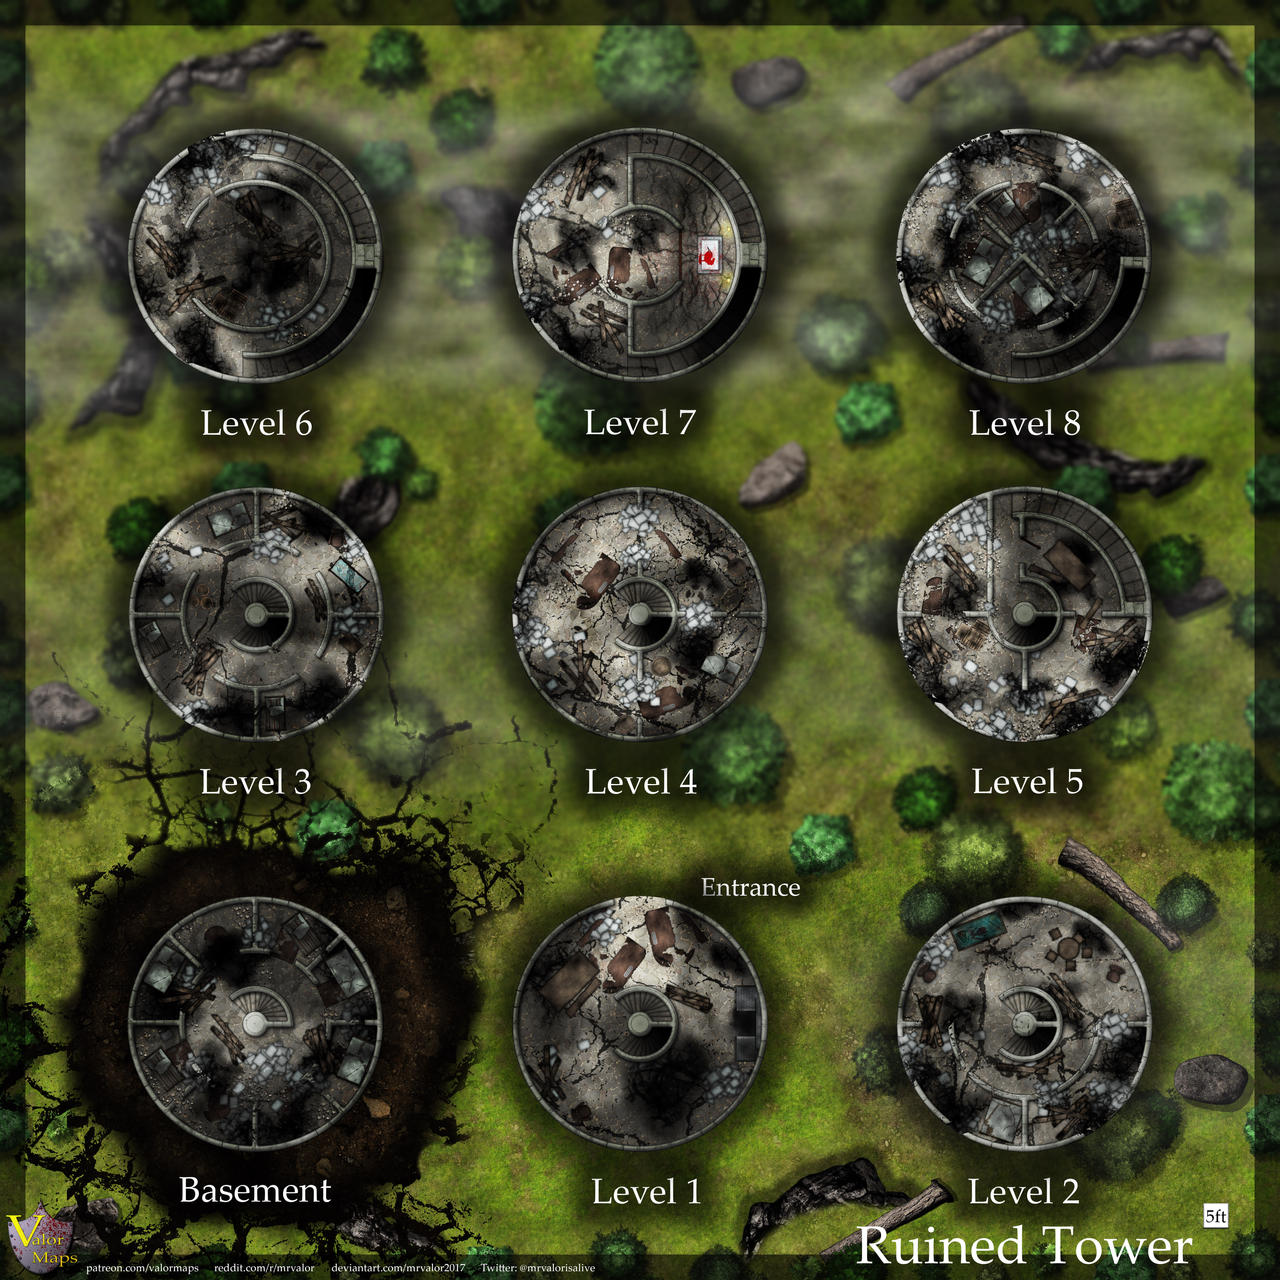 Level 6
Level 7
Level 8
Level 3
Level 4
Level 5
Entrance
Basement
Level 1
Level 2
5ft
Ruined Tower
Valor
Maps
patreon.com/valormaps reddit.com/r/mrvalor deviantart.com/mrvalor2017 Twitter: @mrvalorisalive